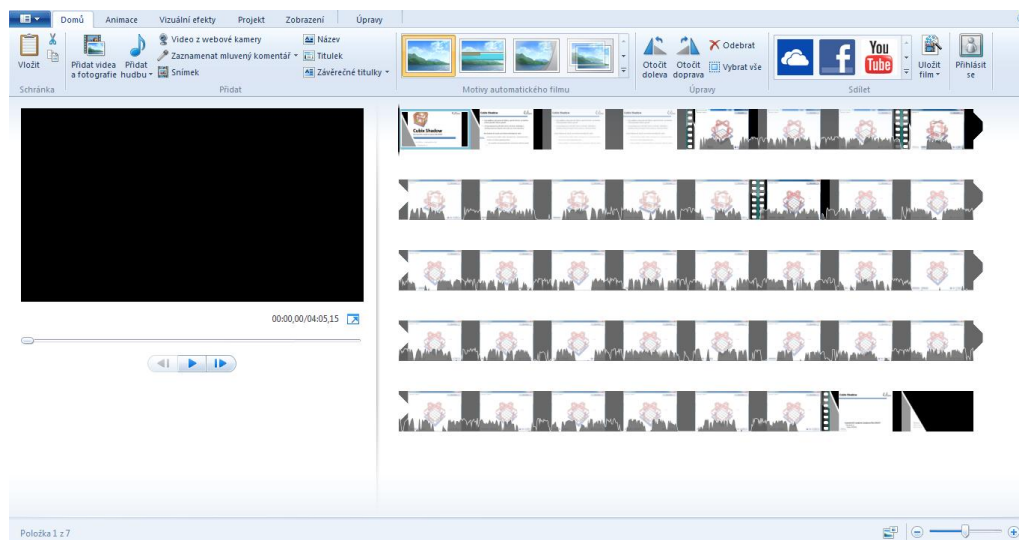 Domů Animace Vizuální efekty Projekt Zobrazení Úpravy
Vložit
Přidat videa a fotografie
Přidat hudbu
Video z webové kamery
Zaznamenat mluvený komentář
Snímek
Název
Titulek
Závěrečné titulky
Otočit doleva
Otočit doprava
Odebrat
Vybrat vše
You
Tube
Uložit film
Přihlásit se
Schránka Přidat Motivy automatického filmu Úpravy Sdílet
Cubie Shadow
00:00,00/04:05,15
Položka 1 z 7